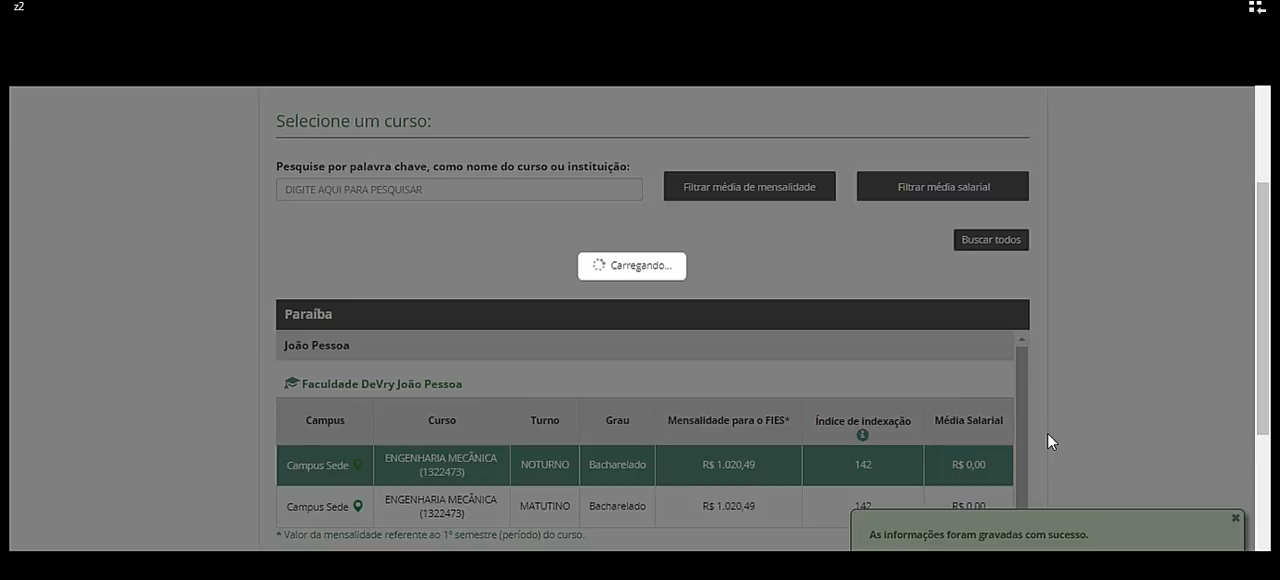 z2
Selecione um curso:
Pesquise por palavra chave, como nome do curso ou instituição:
DIGITE AQUI PARA PESQUISAR
Filtrar média de mensalidade
Filtrar média salarial
Buscar todos
Carregando...
Paraíba
João Pessoa
Faculdade DeVry João Pessoa
Campus Curso Turno Grau Mensalidade para o FIES* Índice de indexação Média Salarial
Campus Sede ENGENHARIA MECÂNICA (1322473) NOTURNO Bacharelado R$ 1.020,49 142 R$ 0,00
Campus Sede ENGENHARIA MECÂNICA (1322473) MATUTINO Bacharelado R$ 1.020,49 142 R$ 0,00
* Valor da mensalidade referente ao 1º semestre (período) do curso.
As informações foram gravadas com sucesso.